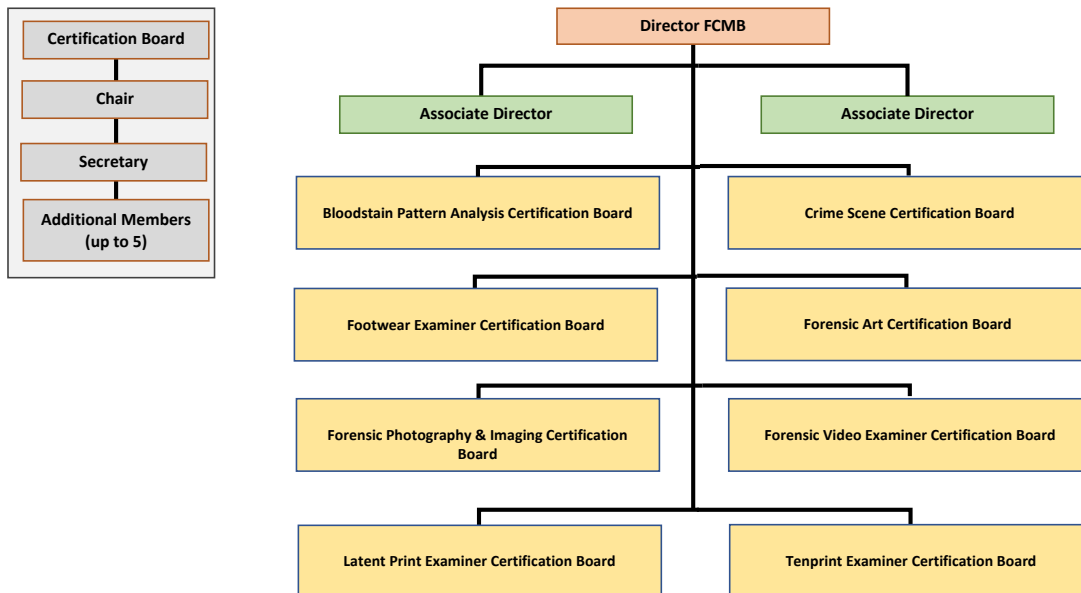 Certification Board
Chair
Secretary
Additional Members
(up to 5)
Director FCMB
Associate Director
Associate Director
Bloodstain Pattern Analysis Certification Board
Crime Scene Certification Board
Footwear Examiner Certification Board
Forensic Art Certification Board
Forensic Photography & Imaging Certification
Board
Forensic Video Examiner Certification Board
Latent Print Examiner Certification Board
Tenprint Examiner Certification Board